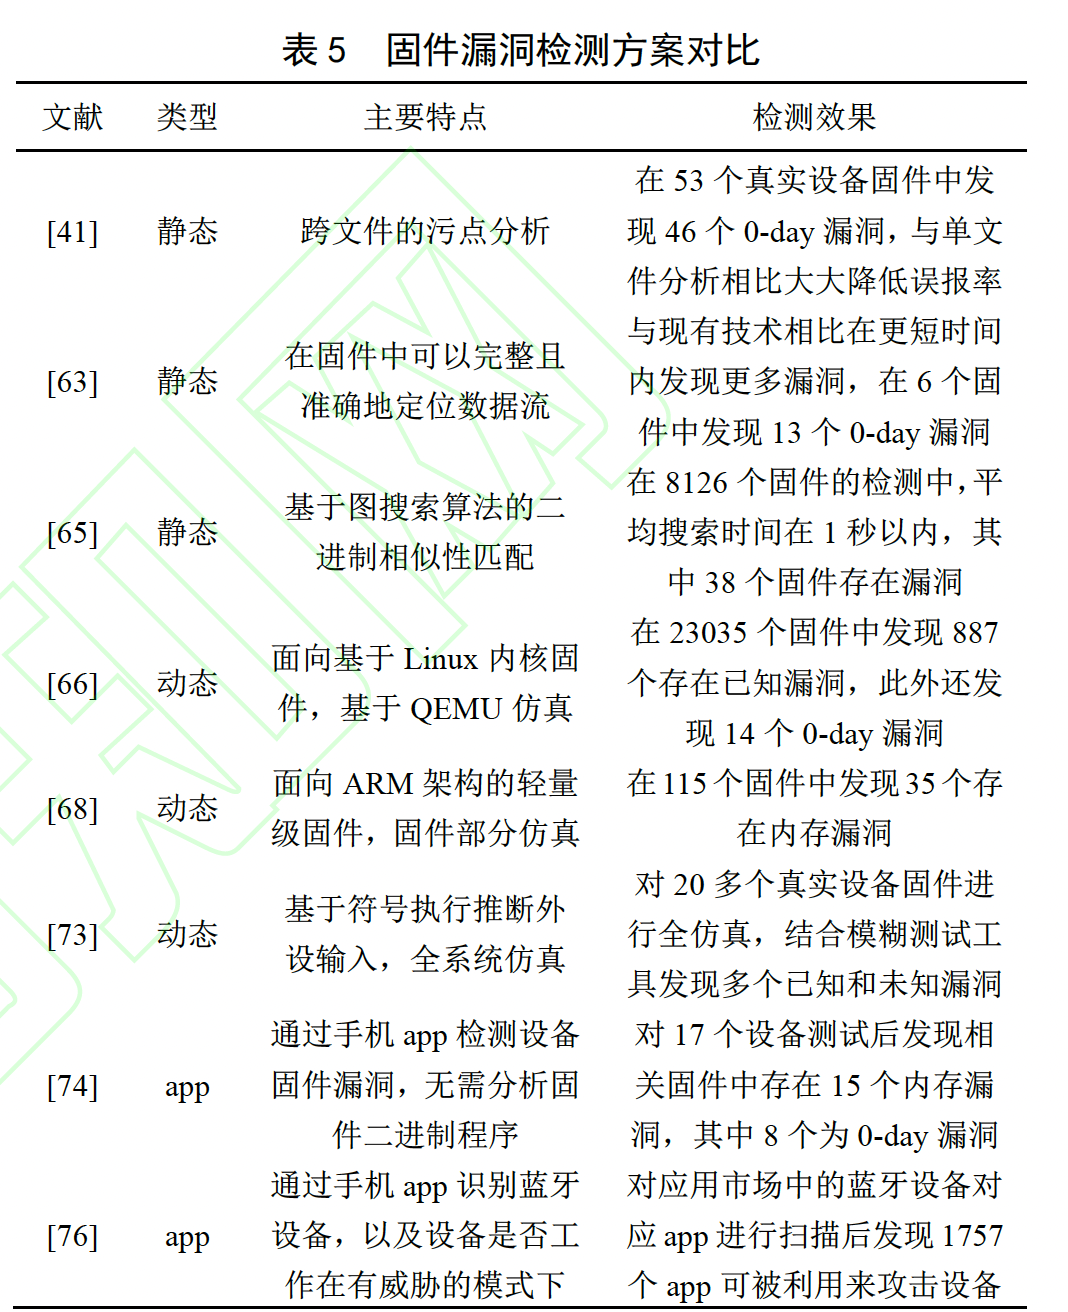 表 5 固件漏洞检测方案对比
文献 类型 主要特点 检测效果
在 53 个真实设备固件中发
[41] 静态 跨文件的污点分析 现 46 个 0-day 漏洞，与单文
件分析相比大大降低误报率
与现有技术相比在更短时间
在固件中可以完整且
[63] 静态 内发现更多漏洞，在 6 个固
准确地定位数据流
件中发现 13 个 0-day 漏洞
在 8126 个固件的检测中，平
基于图搜索算法的二
[65] 静态 均搜索时间在 1 秒以内，其
进制相似性匹配
中 38 个固件存在漏洞
在 23035 个固件中发现 887
面向基于 Linux 内核固
[66] 动态 个存在已知漏洞，此外还发
件，基于 QEMU 仿真
现 14 个 0-day 漏洞
面向 ARM 架构的轻量 在 115 个固件中发现 35 个存
[68] 动态
级固件，固件部分仿真 在内存漏洞
对 20 多个真实设备固件进
基于符号执行推断外
[73] 动态 行全仿真，结合模糊测试工
设输入，全系统仿真
具发现多个已知和未知漏洞
通过手机 app 检测设备 对 17 个设备测试后发现相
[74] app 固件漏洞，无需分析固 关固件中存在 15 个内存漏
件二进制程序 洞，其中 8 个为 0-day 漏洞
通过手机 app 识别蓝牙 对应用市场中的蓝牙设备对
[76] app 设备，以及设备是否工 应 app 进行扫描后发现 1757
作在有威胁的模式下 个 app 可被利用来攻击设备